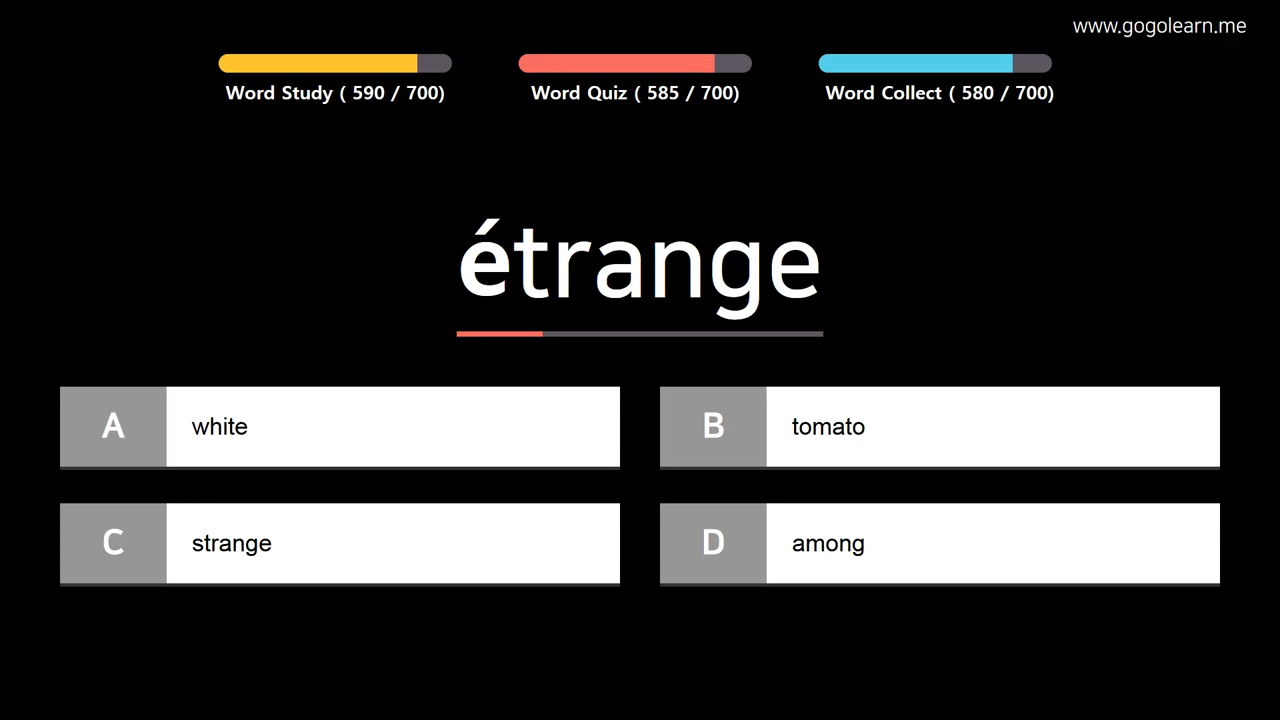 www.gogolearn.me
Word Study ( 590 / 700)
Word Quiz ( 585 / 700)
Word Collect ( 580 / 700)
étrange
A white
B tomato
C strange
D among